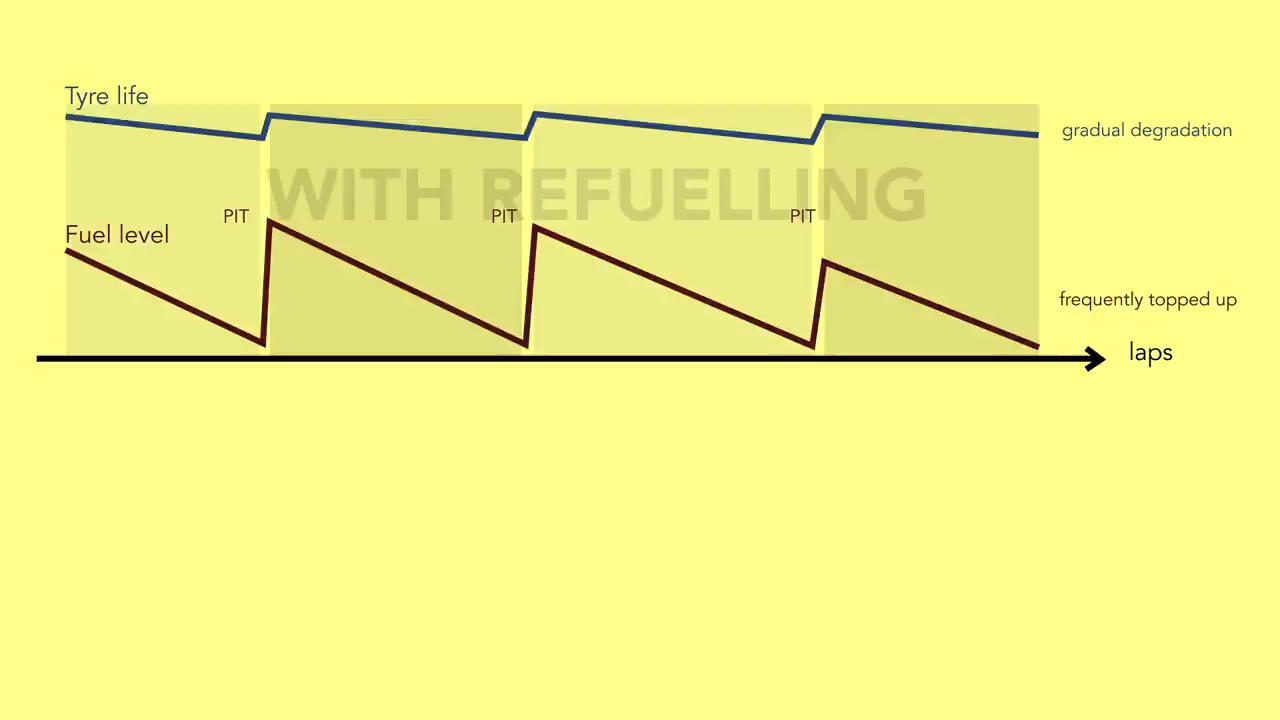 Tyre life
gradual degradation
WITH REFUELLING
PIT
PIT
PIT
Fuel level
frequently topped up
laps